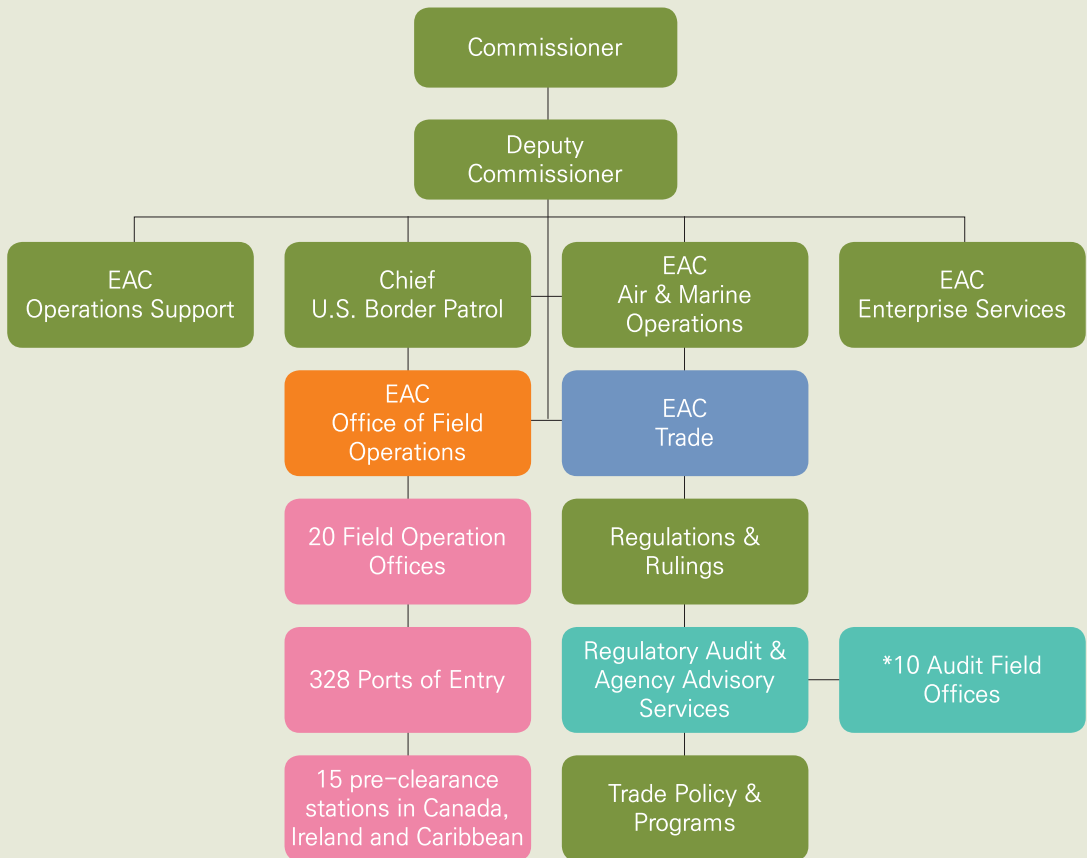 Commissioner
Deputy
Commissioner
EAC
Operations Support
Chief
U.S. Border Patrol
EAC
Air & Marine
Operations
EAC
Enterprise Services
EAC
Office of Field
Operations
EAC
Trade
20 Field Operation
Offices
Regulations &
Rulings
328 Ports of Entry
Regulatory Audit &
Agency Advisory
Services
*10 Audit Field
Offices
15 pre-clearance
stations in Canada,
Ireland and Caribbean
Trade Policy &
Programs